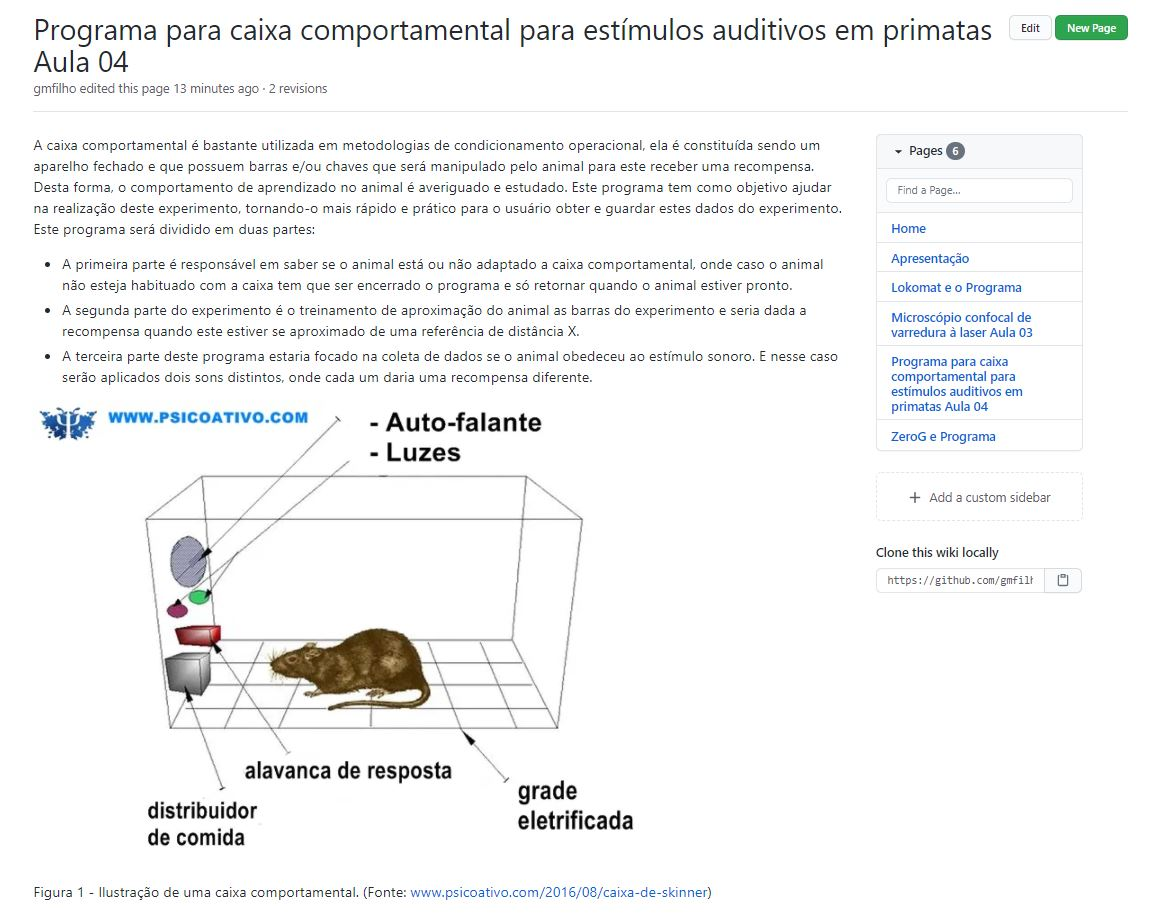 Programa para caixa comportamental para estímulos auditivos em primatas
Aula 04
Edit
New Page
gmfilho edited this page 13 minutes ago · 2 revisions
A caixa comportamental é bastante utilizada em metodologias de condicionamento operacional, ela é constituída sendo um
aparelho fechado e que possuem barras e/ou chaves que será manipulado pelo animal para este receber uma recompensa.
Desta forma, o comportamento de aprendizado no animal é averiguado e estudado. Este programa tem como objetivo ajudar
na realização deste experimento, tornando-o mais rápido e prático para o usuário obter e guardar estes dados do experimento.
Este programa será dividido em duas partes:
• A primeira parte é responsável em saber se o animal está ou não adaptado a caixa comportamental, onde caso o animal
não esteja habituado com a caixa tem que ser encerrado o programa e só retornar quando o animal estiver pronto.
• A segunda parte do experimento é o treinamento de aproximação do animal as barras do experimento e seria dada a
recompensa quando este estiver se aproximado de uma referência de distância X.
• A terceira parte deste programa estaria focado na coleta de dados se o animal obedeceu ao estímulo sonoro. E nesse caso
serão aplicados dois sons distintos, onde cada um daria uma recompensa diferente.
WWW.PSICOATIVO.COM
- Auto-falante
- Luzes
alavanca de resposta
distribuidor
de comida
grade
eletrificada
Figura 1 - Ilustração de uma caixa comportamental. (Fonte: www.psicoativo.com/2016/08/caixa-de-skinner)
Pages 6
Find a Page...
Home
Apresentação
Lokomat e o Programa
Microscópio confocal de
varredura à laser Aula 03
Programa para caixa
comportamental para
estímulos auditivos em
primatas Aula 04
ZeroG e Programa
+ Add a custom sidebar
Clone this wiki locally
https://github.com/gmfilh